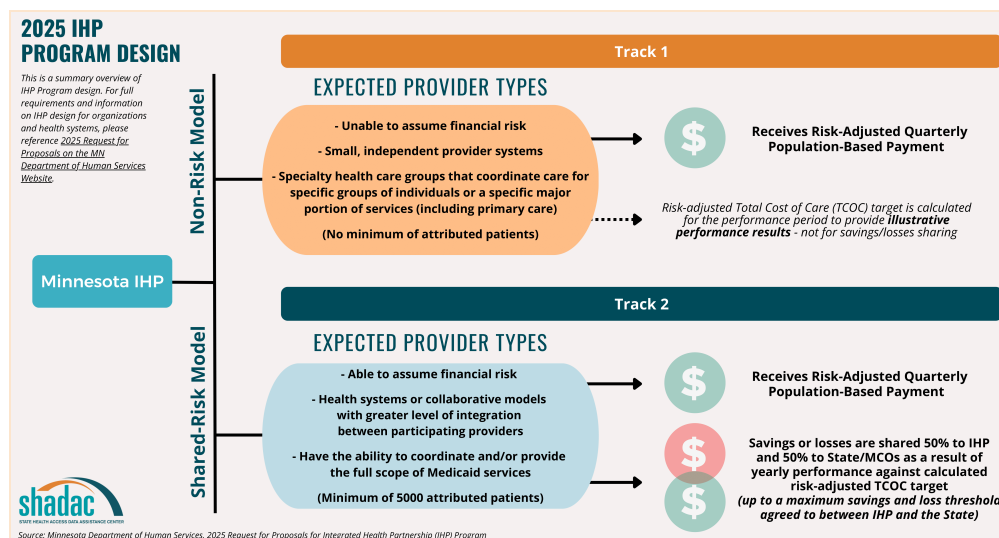 2025 IHP
PROGRAM DESIGN
This is a summary overview of
IHP Program design. For full
requirements and information
on IHP design for organizations
and health systems, please
reference 2025 Request for
Proposals on the MN
Department of Human Services
Website.
Minnesota IHP
Non-Risk Model
Track 1
EXPECTED PROVIDER TYPES
- Unable to assume financial risk
- Small, independent provider systems
- Specialty health care groups that coordinate care for
specific groups of individuals or a specific major
portion of services (including primary care)
(No minimum of attributed patients)
$
Receives Risk-Adjusted Quarterly
Population-Based Payment
Risk-adjusted Total Cost of Care (TCOC) target is calculated
for the performance period to provide illustrative
performance results - not for savings/losses sharing
Shared-Risk Model
Track 2
EXPECTED PROVIDER TYPES
- Able to assume financial risk
- Health systems or collaborative models
with greater level of integration
between participating providers
- Have the ability to coordinate and/or provide
the full scope of Medicaid services
(Minimum of 5000 attributed patients)
$
Receives Risk-Adjusted Quarterly
Population-Based Payment
$
$
Savings or losses are shared 50% to IHP
and 50% to State/MCOs as a result of
yearly performance against calculated
risk-adjusted TCOC target
(up to a maximum savings and loss threshold
agreed to between IHP and the State)
shadac
STATE HEALTH ACCESS DATA ASSISTANCE CENTER
Source: Minnesota Department of Human Services, 2025 Request for Proposals for Integrated Health Partnership (IHP) Program